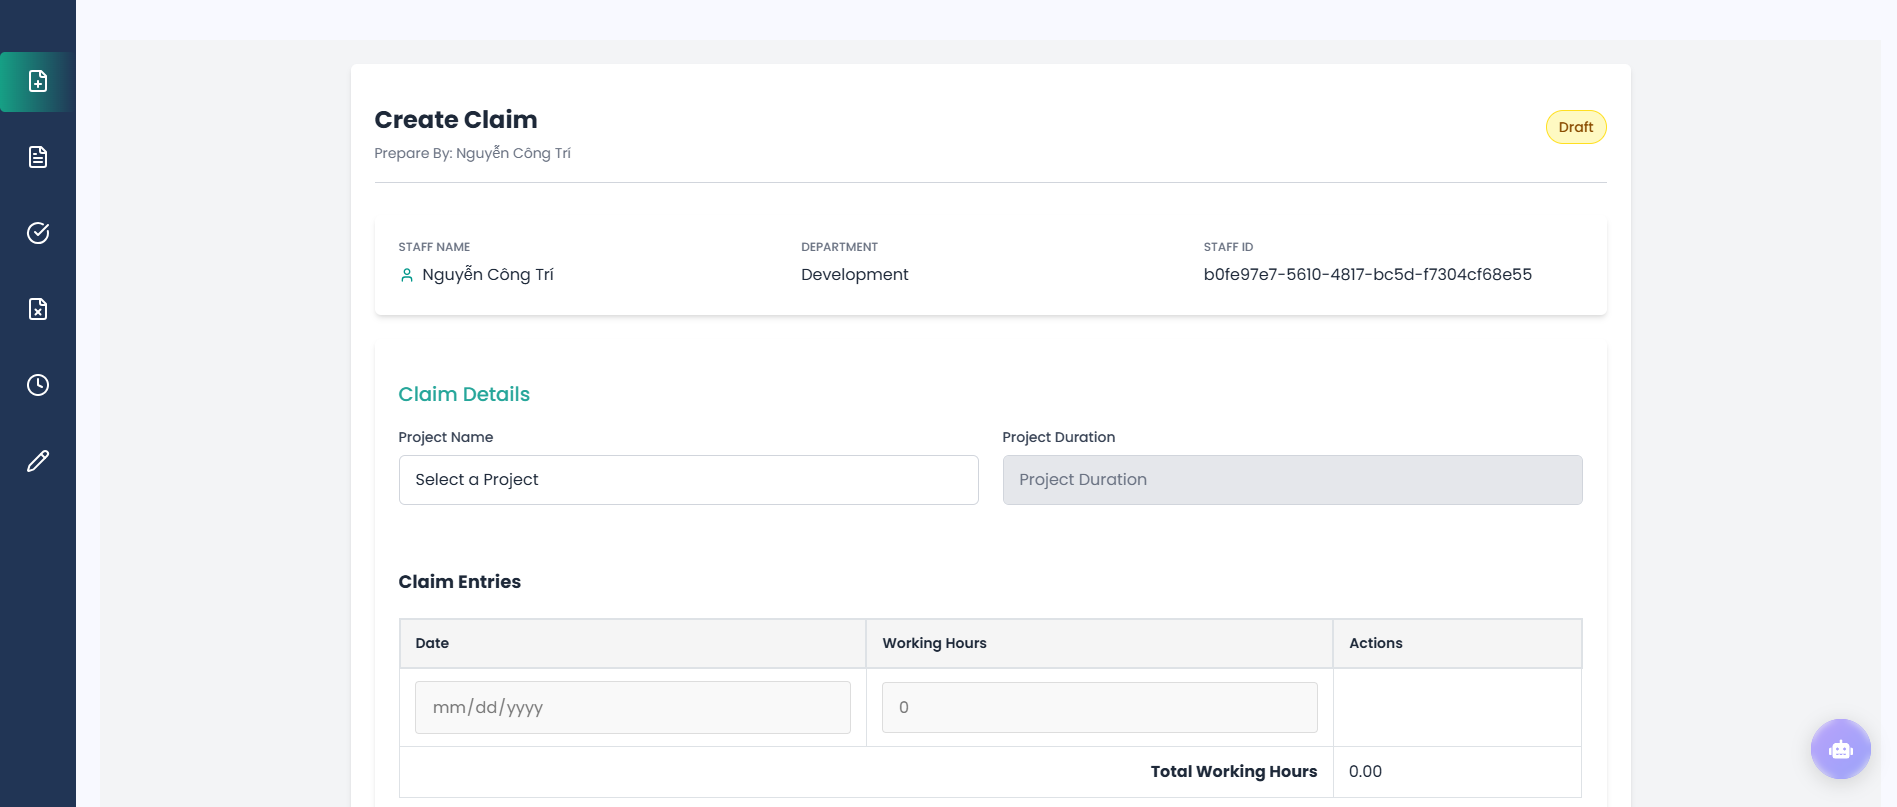 Create Claim
Draft
Prepare By: Nguyễn Công Trí
STAFF NAME
DEPARTMENT
STAFF ID
Nguyễn Công Trí
Development
b0fe97e7-5610-4817-bc5d-f7304cf68e55
Claim Details
Project Name
Project Duration
Select a Project
Project Duration
Claim Entries
Date
Working Hours
Actions
mm/dd/yyyy
0
Total Working Hours
0.00